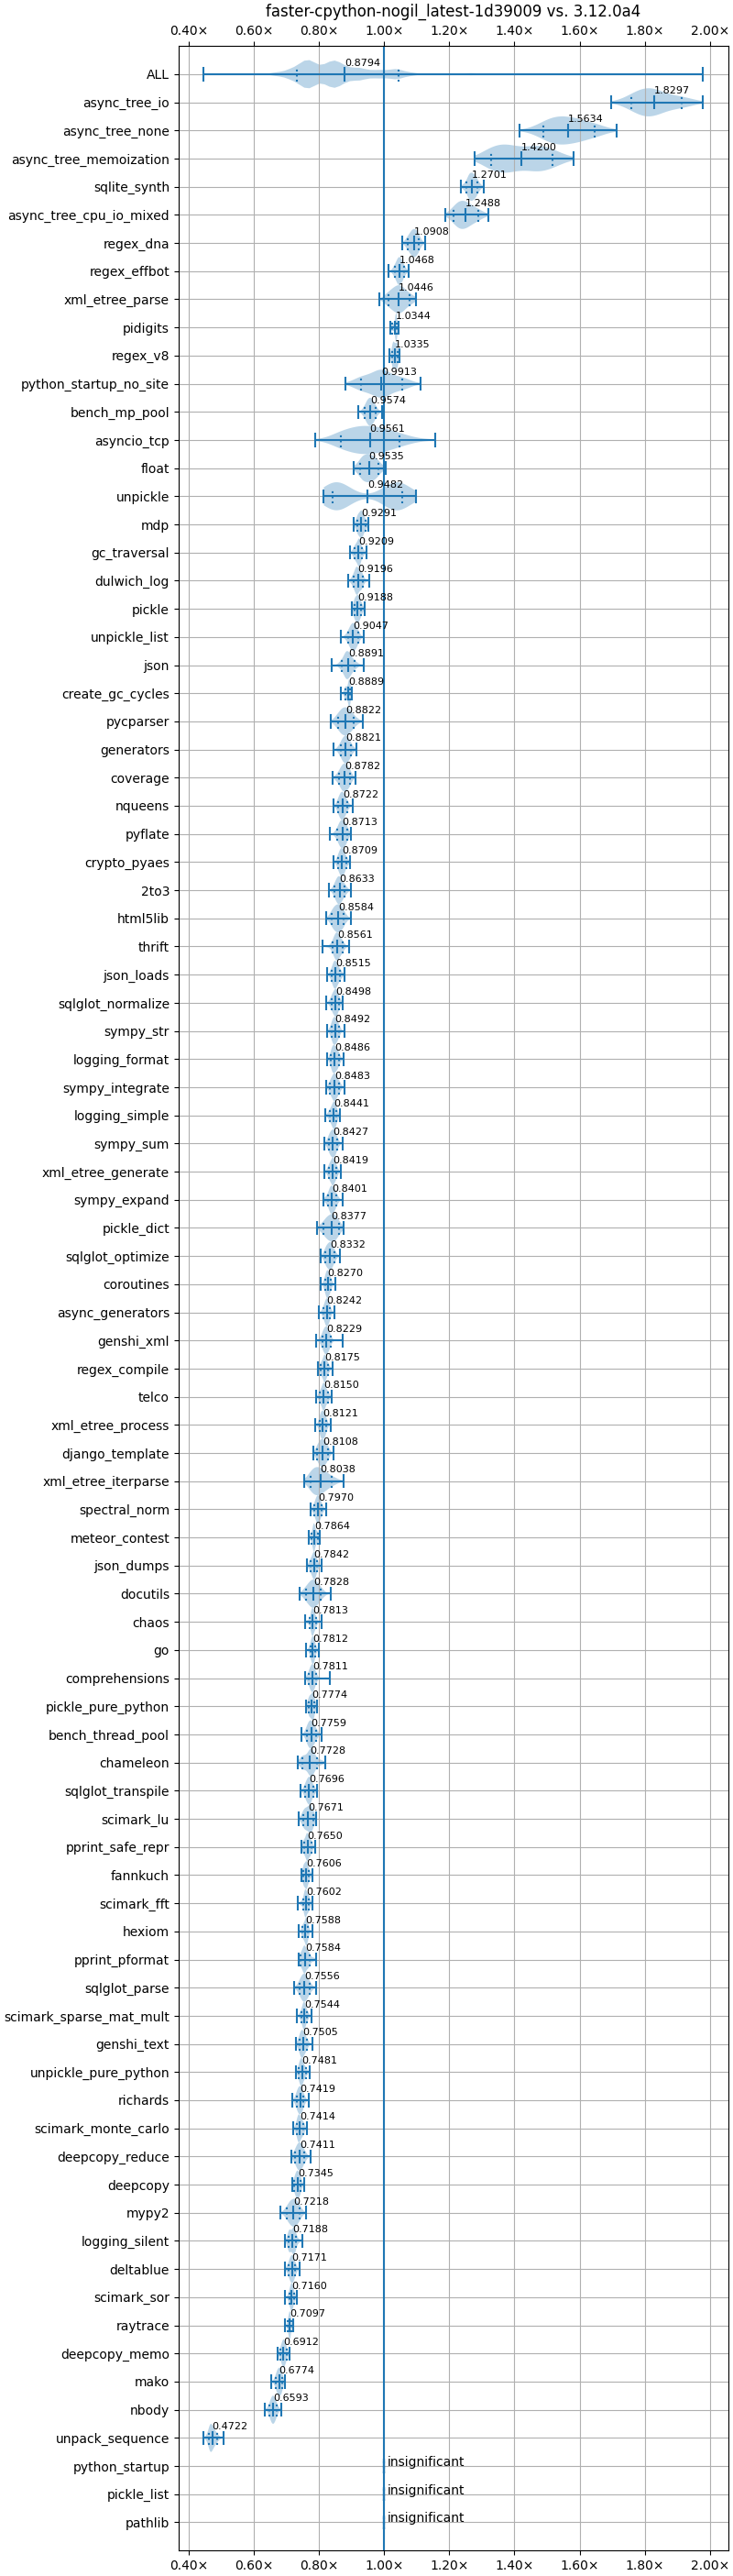 faster-cpython-nogil_latest-1d39009 vs. 3.12.0a4
0.40× 0.60× 0.80× 1.00× 1.20× 1.40× 1.60× 1.80× 2.00×
ALL 0.8794
async_tree_io 1.8297
async_tree_none 1.5634
async_tree_memoization 1.4200
sqlite_synth 1.2701
async_tree_cpu_io_mixed 1.2488
regex_dna 1.0908
regex_effbot 1.0468
xml_etree_parse 1.0446
pidigits 1.0344
regex_v8 1.0335
python_startup_no_site 0.9913
bench_mp_pool 0.9574
asyncio_tcp 0.9561
float 0.9535
unpickle 0.9482
mdp 0.9291
gc_traversal 0.9209
dulwich_log 0.9196
pickle 0.9188
unpickle_list 0.9047
json 0.8891
create_gc_cycles 0.8889
pycparser 0.8822
generators 0.8821
coverage 0.8782
nqueens 0.8722
pyflate 0.8713
crypto_pyaes 0.8709
2to3 0.8633
html5lib 0.8584
thrift 0.8561
json_loads 0.8515
sqlglot_normalize 0.8498
sympy_str 0.8492
logging_format 0.8486
sympy_integrate 0.8483
logging_simple 0.8441
sympy_sum 0.8427
xml_etree_generate 0.8419
sympy_expand 0.8401
pickle_dict 0.8377
sqlglot_optimize 0.8332
coroutines 0.8270
async_generators 0.8242
genshi_xml 0.8229
regex_compile 0.8175
telco 0.8150
xml_etree_process 0.8121
django_template 0.8108
xml_etree_iterparse 0.8038
spectral_norm 0.7970
meteor_contest 0.7864
json_dumps 0.7842
docutils 0.7828
chaos 0.7813
go 0.7812
comprehensions 0.7811
pickle_pure_python 0.7774
bench_thread_pool 0.7759
chameleon 0.7728
sqlglot_transpile 0.7696
scimark_lu 0.7671
pprint_safe_repr 0.7650
fannkuch 0.7606
scimark_fft 0.7602
hexiom 0.7588
pprint_pformat 0.7584
sqlglot_parse 0.7556
scimark_sparse_mat_mult 0.7544
genshi_text 0.7505
unpickle_pure_python 0.7481
richards 0.7419
scimark_monte_carlo 0.7414
deepcopy_reduce 0.7411
deepcopy 0.7345
mypy2 0.7218
logging_silent 0.7188
deltablue 0.7171
scimark_sor 0.7160
raytrace 0.7097
deepcopy_memo 0.6912
mako 0.6774
nbody 0.6593
unpack_sequence 0.4722
python_startup insignificant
pickle_list insignificant
pathlib insignificant
0.40× 0.60× 0.80× 1.00× 1.20× 1.40× 1.60× 1.80× 2.00×